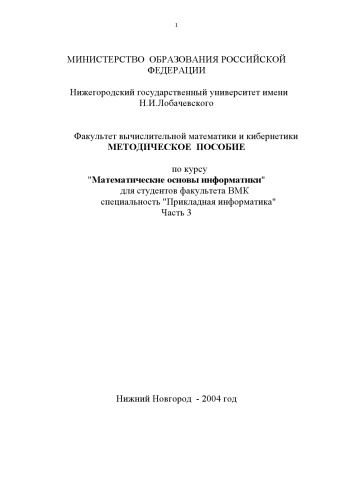 1
МИНИСТЕРСТВО ОБРАЗОВАНИЯ РОССИЙСКОЙ
ФЕДЕРАЦИИ
Нижегородский государственный университет имени
Н.И.Лобачевского
Факультет вычислительной математики и кибернетики
МЕТОДИЧЕСКОЕ ПОСОБИЕ
по курсу
"Математические основы информатики"
для студентов факультета ВМК
специальность "Прикладная информатика"
Часть 3
Нижний Новгород - 2004 год